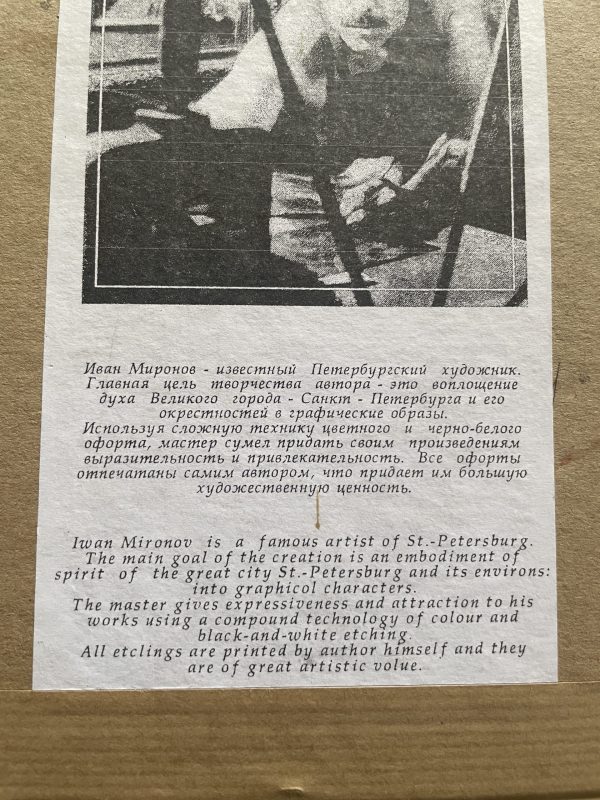 Иван Миронов - известный Петербургский художник.
Главная цель творчества автора - это воплощение
духа Великого города - Санкт - Петербурга и его
окрестностей в графические образы.
Используя сложную технику цветного и черно-белого
офорта, мастер сумел придать своим произведениям
выразительность и привлекательность. Все офорты
отпечатаны самим автором, что придает им большую
художественную ценность.
Iwan Mironov is a famous artist of St.-Petersburg.
The main goal of the creation is an embodiment of
spirit of the great city St.-Petersburg and its environs:
into graphicol characters.
The master gives expressiveness and attraction to his
works using a compound technology of colour and
black-and-white etching.
All etclings are printed by author himself and they
are of great artistic volue.